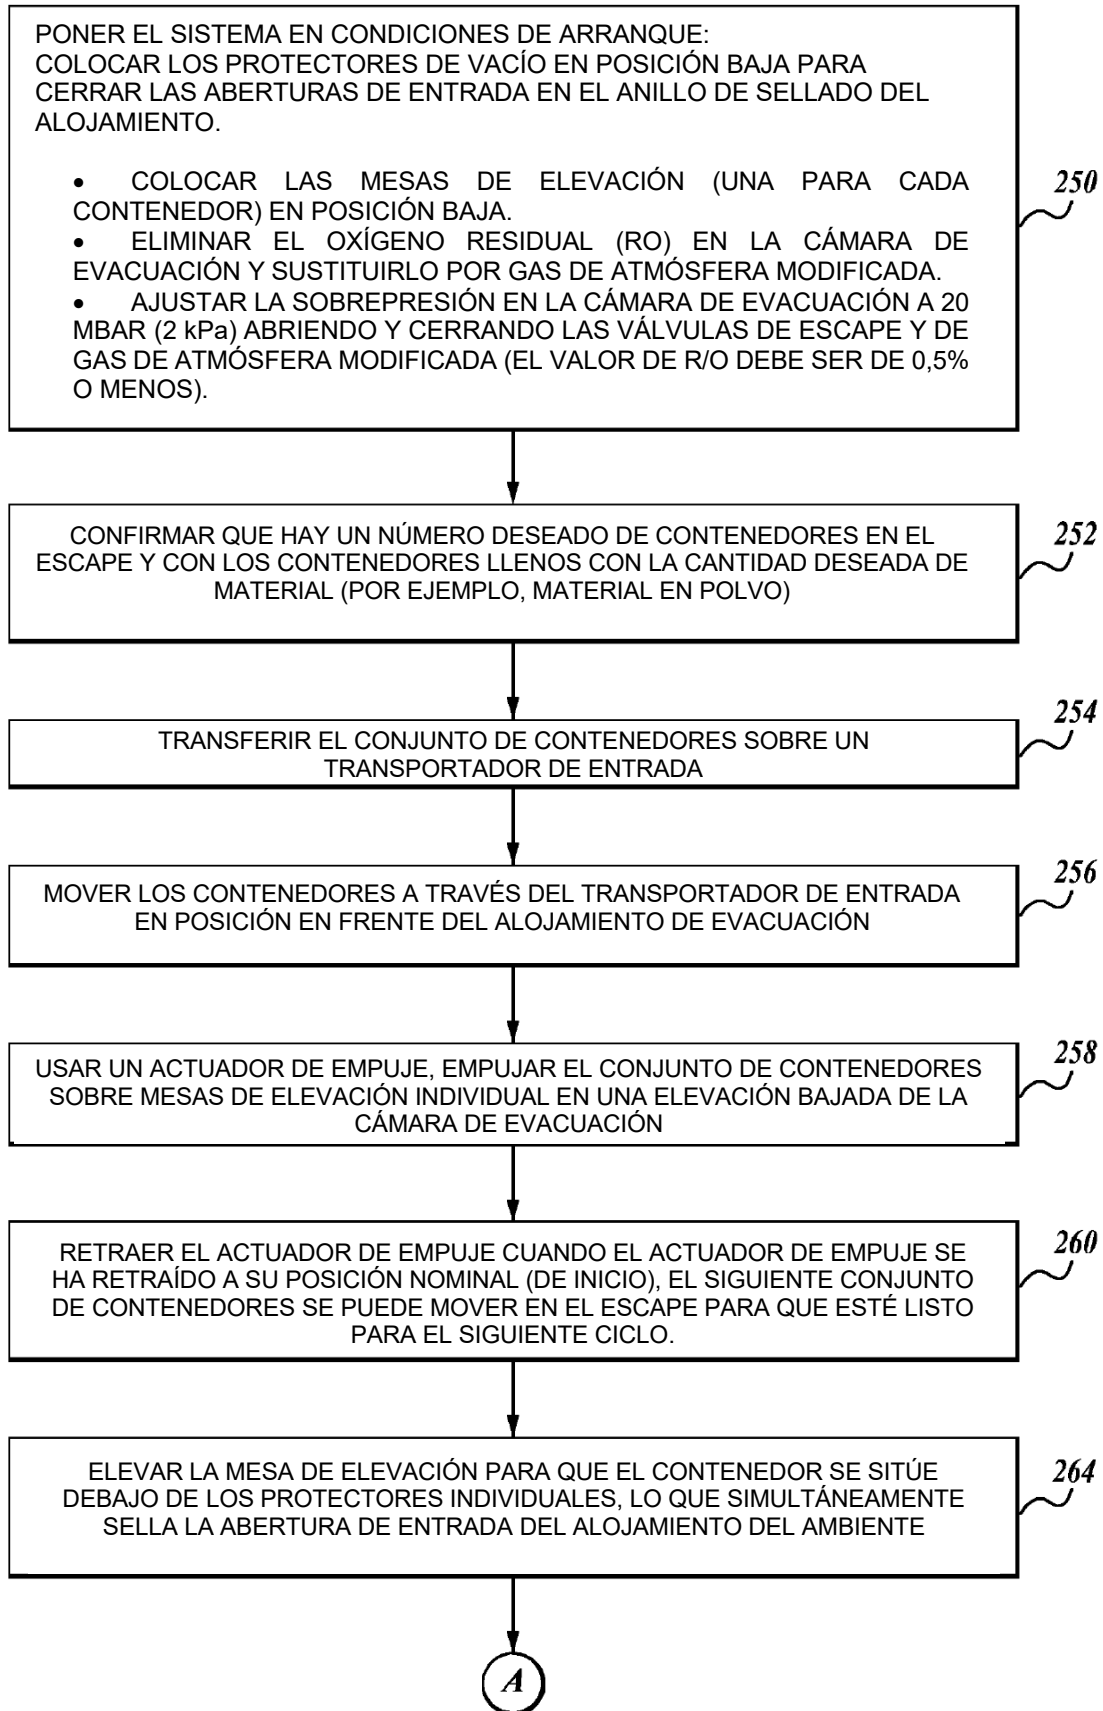 PONER EL SISTEMA EN CONDICIONES DE ARRANQUE:
COLOCAR LOS PROTECTORES DE VACÍO EN POSICIÓN BAJA PARA
CERRAR LAS ABERTURAS DE ENTRADA EN EL ANILLO DE SELLADO DEL
ALOJAMIENTO.
• COLOCAR LAS MESAS DE ELEVACIÓN (UNA PARA CADA
CONTENEDOR) EN POSICIÓN BAJA.
• ELIMINAR EL OXÍGENO RESIDUAL (RO) EN LA CÁMARA DE
EVACUACIÓN Y SUSTITUIRLO POR GAS DE ATMÓSFERA MODIFICADA.
• AJUSTAR LA SOBREPRESIÓN EN LA CÁMARA DE EVACUACIÓN A 20
MBAR (2 kPa) ABRIENDO Y CERRANDO LAS VÁLVULAS DE ESCAPE Y DE
GAS DE ATMÓSFERA MODIFICADA (EL VALOR DE R/O DEBE SER DE 0,5%
O MENOS).
250
CONFIRMAR QUE HAY UN NÚMERO DESEADO DE CONTENEDORES EN EL
ESCAPE Y CON LOS CONTENEDORES LLENOS CON LA CANTIDAD DESEADA DE
MATERIAL (POR EJEMPLO, MATERIAL EN POLVO)
252
TRANSFERIR EL CONJUNTO DE CONTENEDORES SOBRE UN
TRANSPORTADOR DE ENTRADA
254
MOVER LOS CONTENEDORES A TRAVÉS DEL TRANSPORTADOR DE ENTRADA
EN POSICIÓN EN FRENTE DEL ALOJAMIENTO DE EVACUACIÓN
256
USAR UN ACTUADOR DE EMPUJE, EMPUJAR EL CONJUNTO DE CONTENEDORES
SOBRE MESAS DE ELEVACIÓN INDIVIDUAL EN UNA ELEVACIÓN BAJADA DE LA
CÁMARA DE EVACUACIÓN
258
RETRAER EL ACTUADOR DE EMPUJE CUANDO EL ACTUADOR DE EMPUJE SE
HA RETRAÍDO A SU POSICIÓN NOMINAL (DE INICIO), EL SIGUIENTE CONJUNTO
DE CONTENEDORES SE PUEDE MOVER EN EL ESCAPE PARA QUE ESTÉ LISTO
PARA EL SIGUIENTE CICLO.
260
ELEVAR LA MESA DE ELEVACIÓN PARA QUE EL CONTENEDOR SE SITÚE
DEBAJO DE LOS PROTECTORES INDIVIDUALES, LO QUE SIMULTÁNEAMENTE
SELLA LA ABERTURA DE ENTRADA DEL ALOJAMIENTO DEL AMBIENTE
264
A